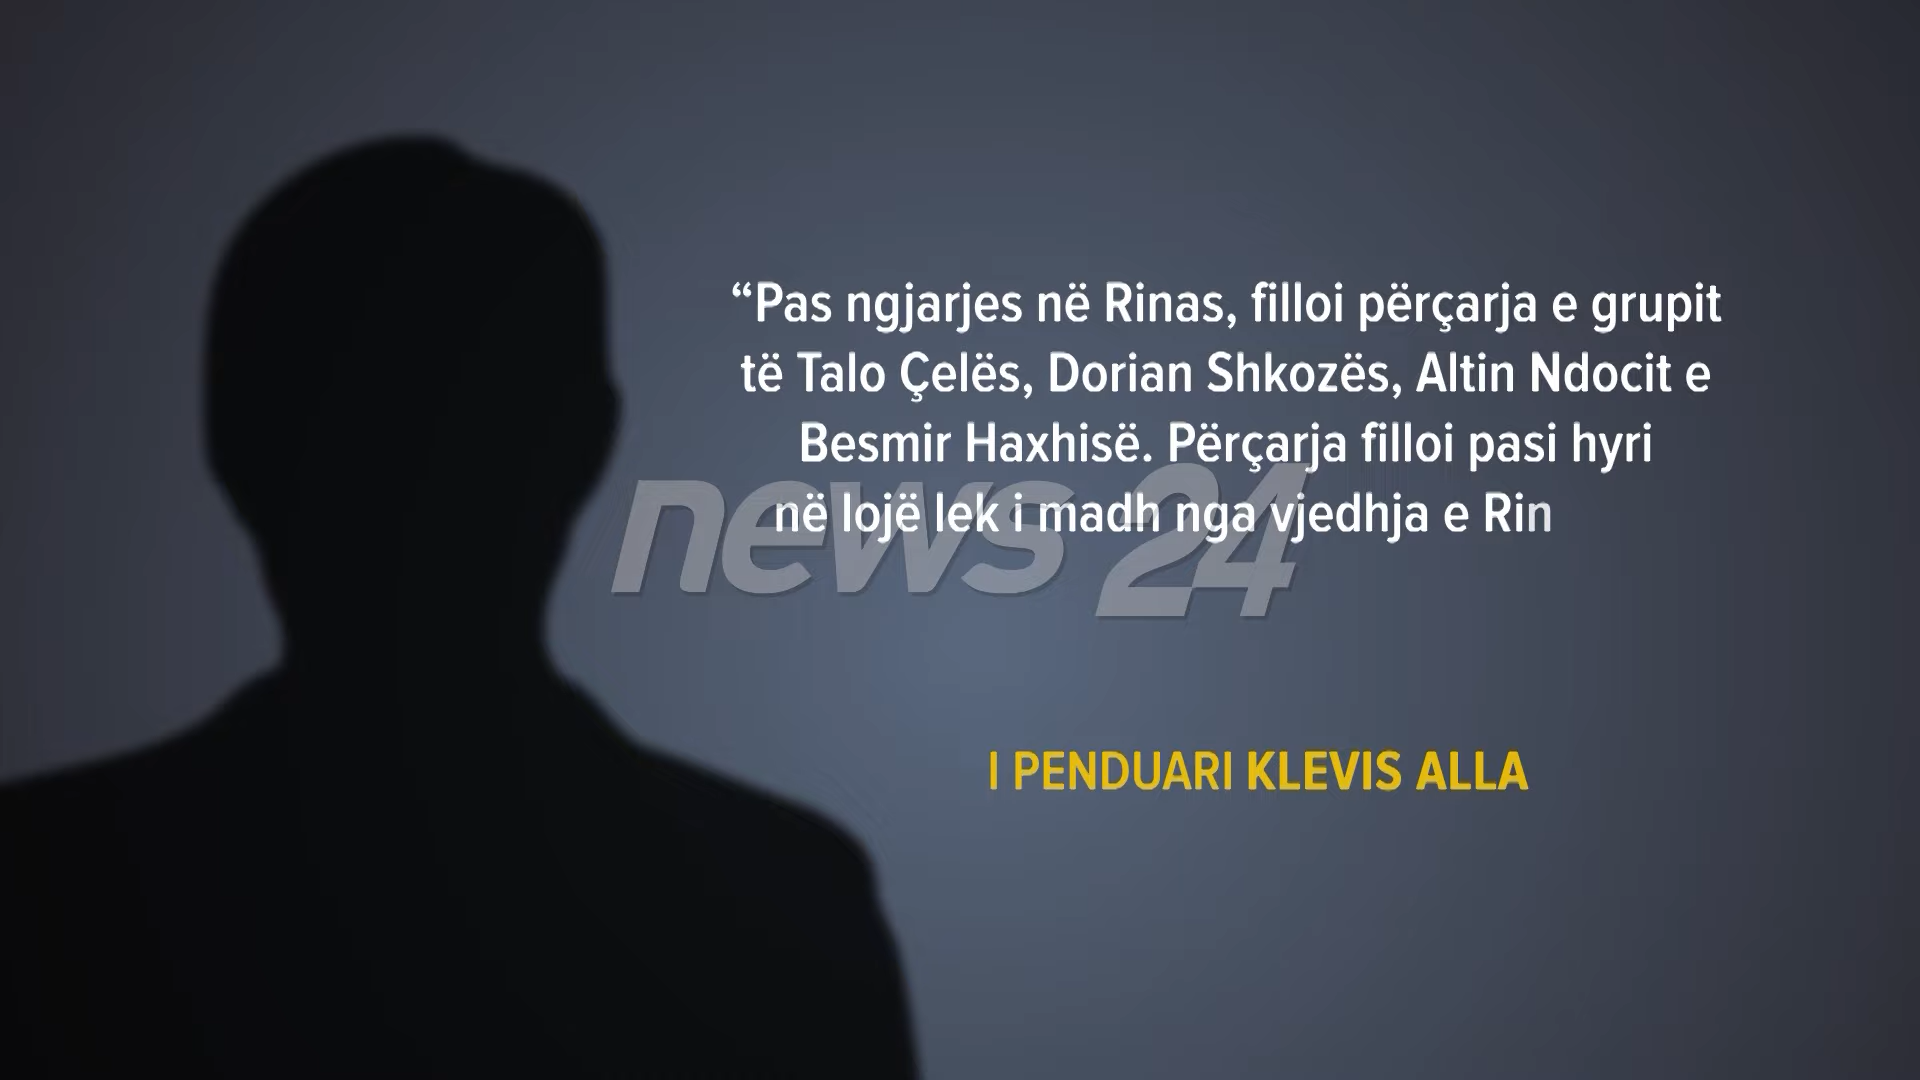 “Pas ngjarjes në Rinas, filloi përçarja e grupit
të Talo Çelës, Dorian Shkozës, Altin Ndocit e
Besmir Haxhisë. Përçarja filloi pasi hyri
në lojë lek i madh nga vjedhja e Rin
news 24
I PENDUARI KLEVIS ALLA